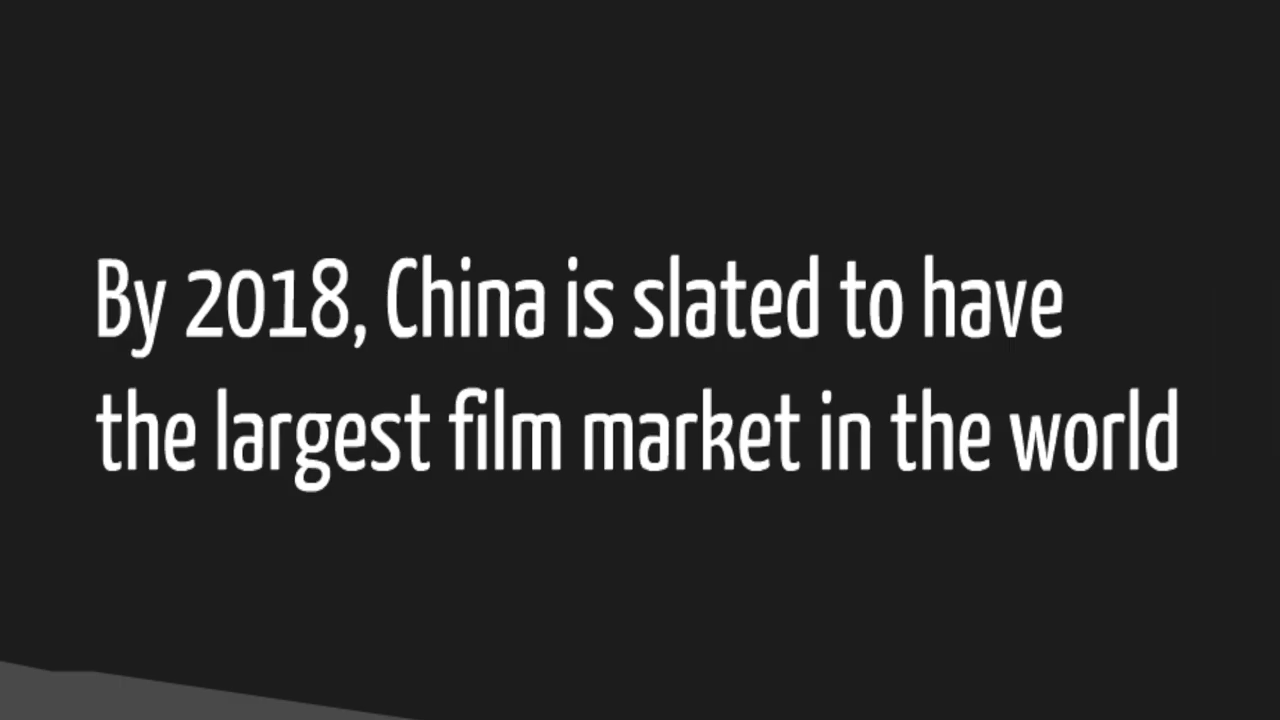 By 2018, China is slated to have
the largest film market in the world